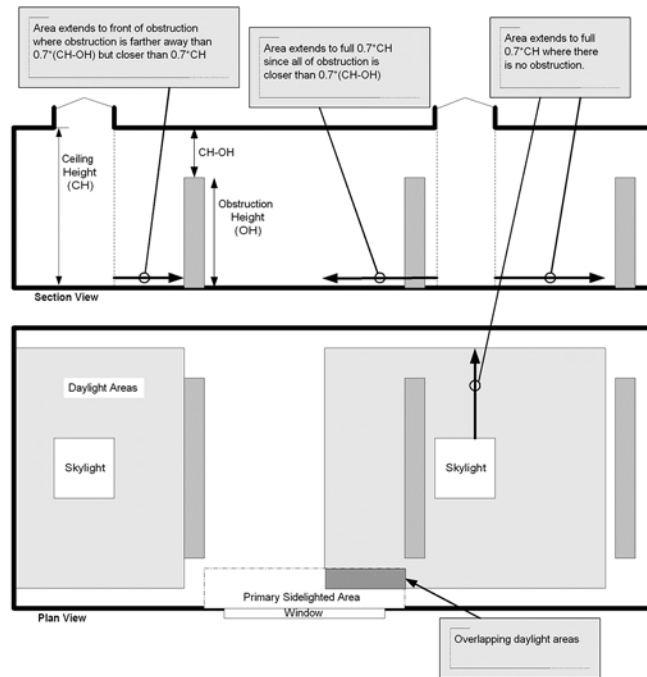 Area extends to front of obstruction
where obstruction is farther away than
0.7*(CH-OH) but closer than 0.7*CH
Area extends to full 0.7*CH
since all of obstruction is
closer than 0.7*(CH-OH)
Area extends to full
0.7*CH where there
is no obstruction.
Ceiling
Height
(CH)
CH-OH
Obstruction
Height
(OH)
Section View
Daylight Areas
Skylight
Skylight
Primary Sidelighted Area
Window
Plan View
Overlapping daylight areas